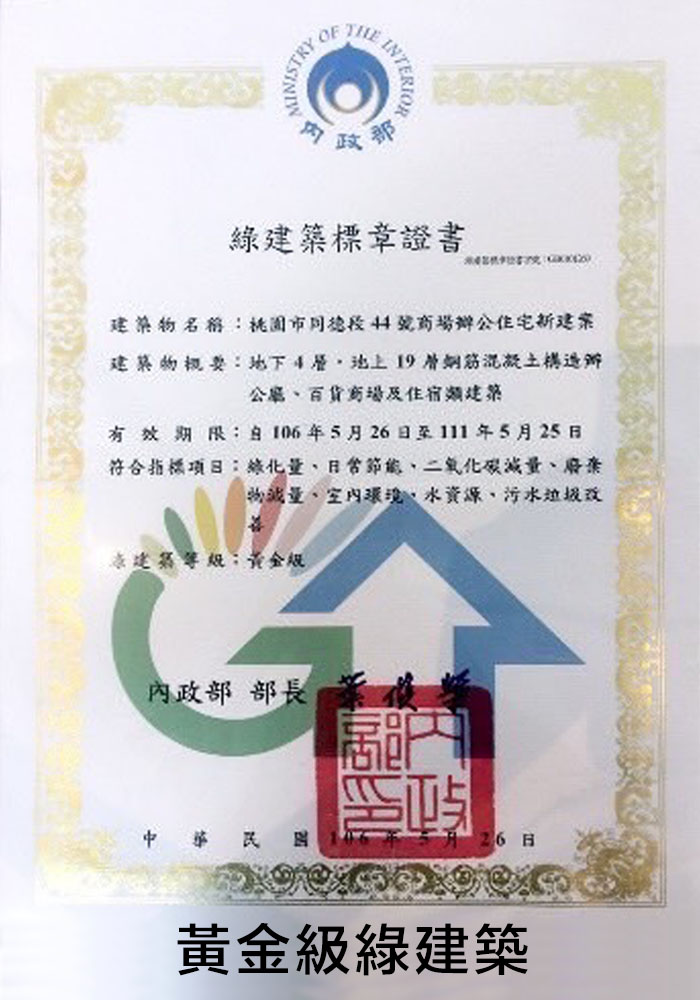 MINISTRY OF THE INTERIOR
內政部
綠建築標章證書
建築物名稱：桃園市同德段44號商場辦公住宅新建案
建築物概要：地下4層，地上19層鋼筋混凝土構造辦
公廳、百貨商場及住宿類建築
有效期限：自106年5月26日至111年5月25日
符合指標項目：綠化量、日常節能、二氧化碳減量、廢棄
物減量、室內環境、水資源、污水垃圾改
善
綠建築等級：黃金級
內政部 部長 葉俊榮
內政部印
中華民國106年5月26日
黃金級綠建築